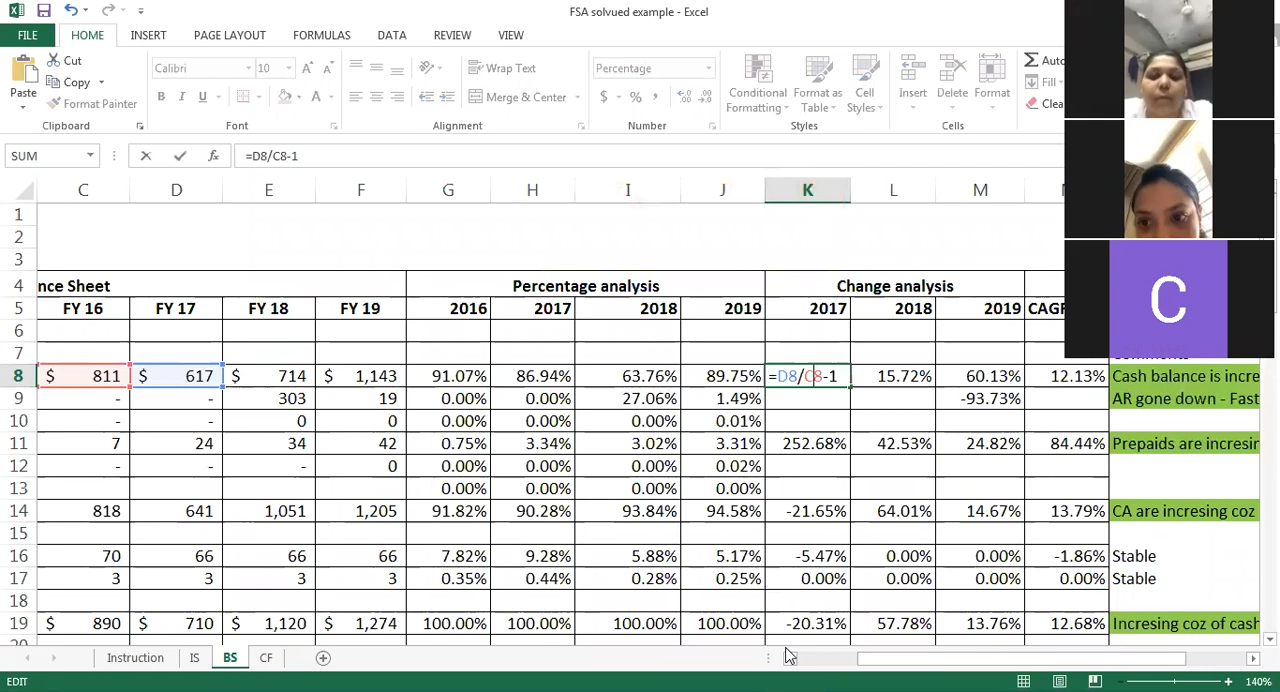 FSA solvued example - Excel
FILE HOME INSERT PAGE LAYOUT FORMULAS DATA REVIEW VIEW
Cut
Copy
Format Painter
Paste
Calibri 10
B I U A
Wrap Text
Merge & Center
Percentage
$ % ,
Conditional Formatting
Format as Table
Cell Styles
Insert Delete Format
Auto
Fill
Clea
Clipboard Font Alignment Number Styles Cells
SUM =D8/C8-1
C D E F G H I J K L M
1
2
3
4 nce Sheet Percentage analysis Change analysis
5 FY 16 FY 17 FY 18 FY 19 2016 2017 2018 2019 2017 2018 2019 CAGR
6
7
8 $ 811 $ 617 $ 714 $ 1,143 91.07% 86.94% 63.76% 89.75% =D8/C8-1 15.72% 60.13% 12.13% Cash balance is incre
9 - - 303 19 0.00% 0.00% 27.06% 1.49% -93.73% AR gone down - Fast
10 - - 0 0 0.00% 0.00% 0.00% 0.01%
11 7 24 34 42 0.75% 3.34% 3.02% 3.31% 252.68% 42.53% 24.82% 84.44% Prepaids are incresin
12 - - - 0 0.00% 0.00% 0.00% 0.02%
13 0.00% 0.00% 0.00% 0.00%
14 818 641 1,051 1,205 91.82% 90.28% 93.84% 94.58% -21.65% 64.01% 14.67% 13.79% CA are incresing coz
15
16 70 66 66 66 7.82% 9.28% 5.88% 5.17% -5.47% 0.00% 0.00% -1.86% Stable
17 3 3 3 3 0.35% 0.44% 0.28% 0.25% 0.00% 0.00% 0.00% 0.00% Stable
18
19 $ 890 $ 710 $ 1,120 $ 1,274 100.00% 100.00% 100.00% 100.00% -20.31% 57.78% 13.76% 12.68% Incresing coz of cash
Instruction IS BS CF
EDIT 140%
C